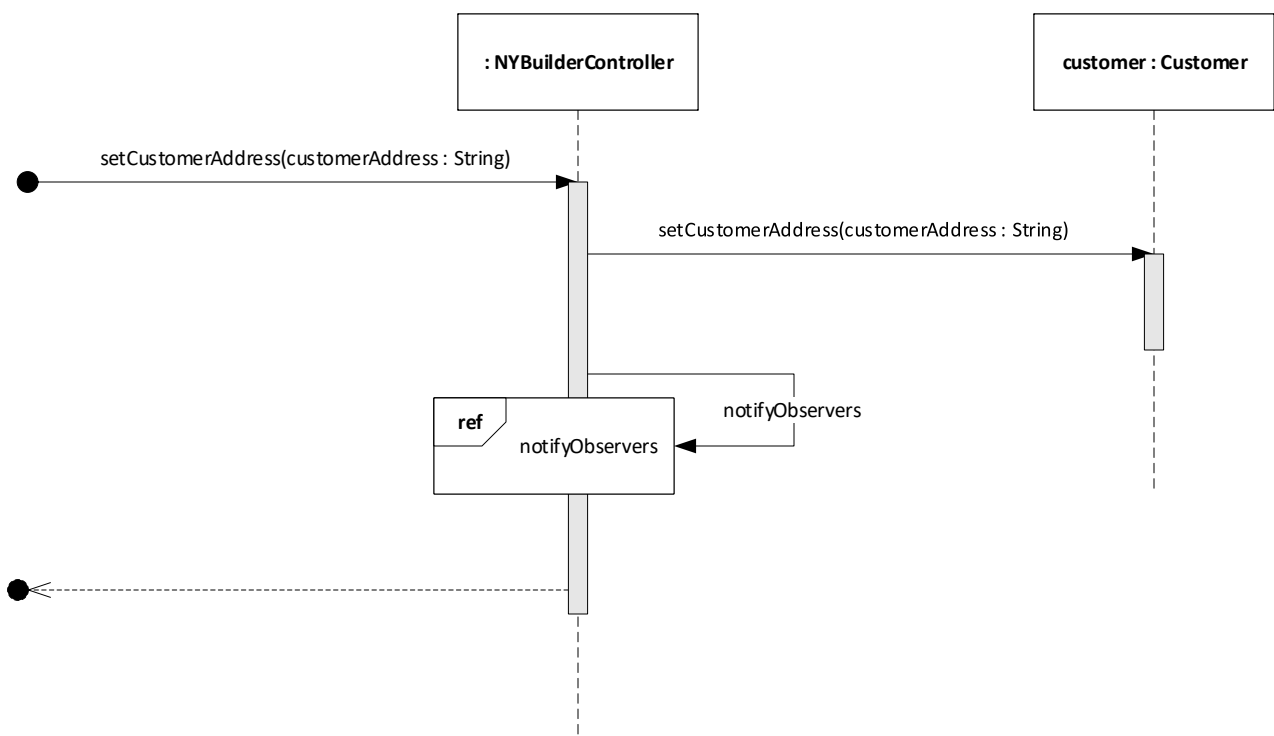 : NYBuilderController
customer : Customer
setCustomerAddress(customerAddress : String)
setCustomerAddress(customerAddress : String)
notifyObservers
ref
notifyObservers